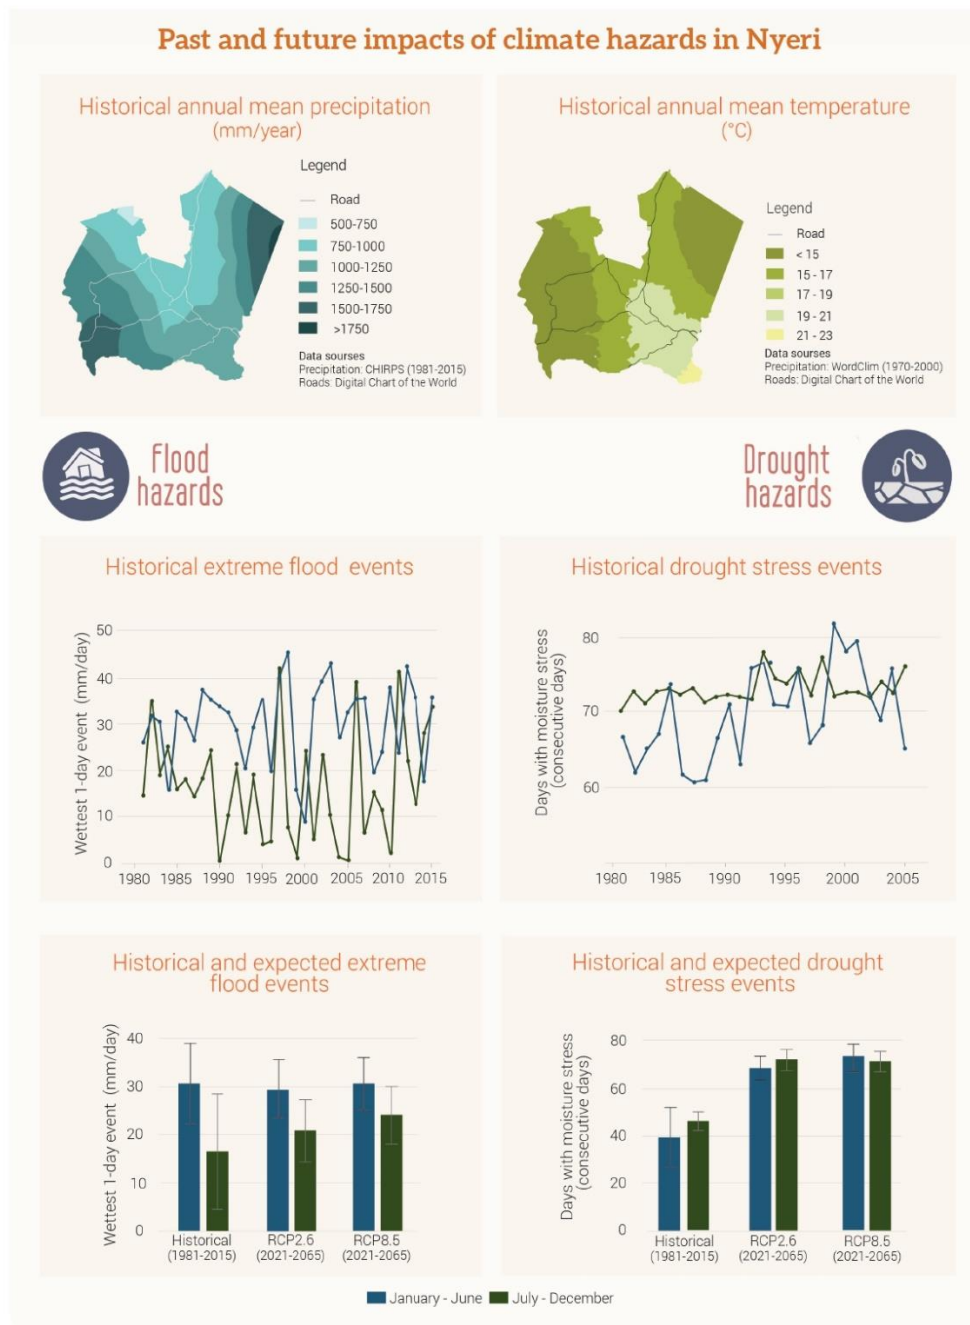 Past and future impacts of climate hazards in Nyeri
Historical annual mean precipitation
(mm/year)
Legend
Road
500-750
750-1000
1000-1250
1250-1500
1500-1750
>1750
Data sourses
Precipitation: CHIRPS (1981-2015)
Roads: Digital Chart of the World
Historical annual mean temperature
(°C)
Legend
Road
< 15
15 - 17
17 - 19
19 - 21
21 - 23
Data sourses
Precipitation: WordClim (1970-2000)
Roads: Digital Chart of the World
Flood
hazards
Drought
hazards
Historical extreme flood events
Wettest 1-day event (mm/day)
50
40
30
20
10
0
1980 1985 1990 1995 2000 2005 2010 2015
Historical drought stress events
Days with moisture stress
(consecutive days)
80
70
60
1980 1985 1990 1995 2000 2005
Historical and expected extreme
flood events
Wettest 1-day event (mm/day)
40
30
20
10
0
Historical RCP2.6 RCP8.5
(1981-2015) (2021-2065) (2021-2065)
Historical and expected drought
stress events
Days with moisture stress
(consecutive days)
80
60
40
20
0
Historical RCP2.6 RCP8.5
(1981-2015) (2021-2065) (2021-2065)
January - June July - December